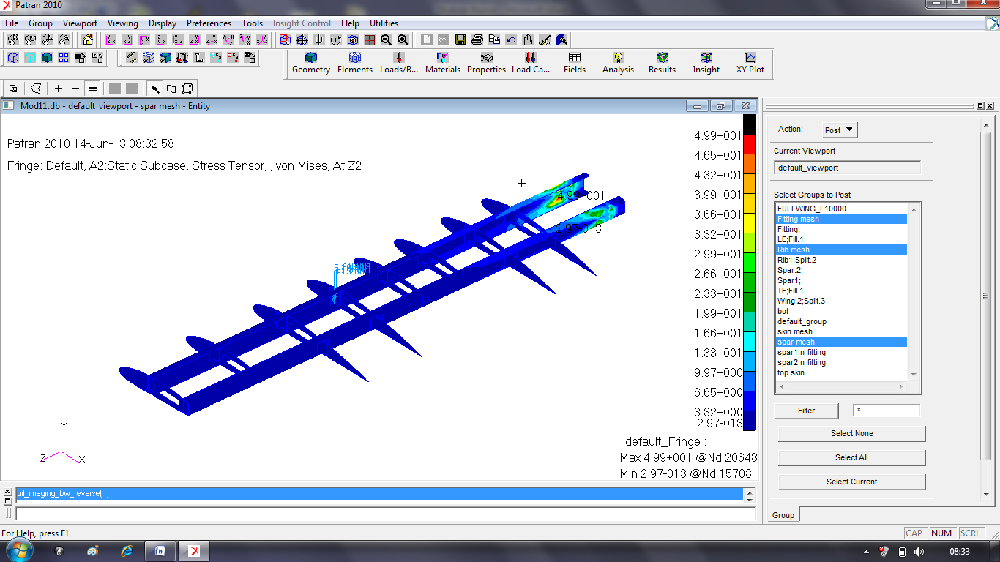 Patran 2010
File Group Viewport Viewing Display Preferences Tools Insight Control Help Utilities
Geometry Elements Loads/B... Materials Properties Load Ca... Fields Analysis Results Insight XY Plot
Mod11.db - default_viewport - spar mesh - Entity
Patran 2010 14-Jun-13 08:32:58
Fringe: Default, A2:Static Subcase, Stress Tensor, , von Mises, At Z2
4.99+001
4.65+001
4.32+001
3.99+001
3.66+001
3.32+001
2.99+001
2.66+001
2.33+001
1.99+001
1.66+001
1.33+001
9.97+000
6.65+000
3.32+000
2.97-013
4.99+001
2.97-013
default_Fringe :
Max 4.99+001 @Nd 20648
Min 2.97-013 @Nd 15708
Y
Z
X
Action: Post
Current Viewport
default_viewport
Select Groups to Post
FULLWING_L10000
Fitting mesh
Fitting;
LE;Fill.1
Rib mesh
Rib1;Split.2
Spar.2;
Spar1;
TE;Fill.1
Wing.2;Split.3
bot
default_group
skin mesh
spar mesh
spar1 n fitting
spar2 n fitting
top skin
Filter *
Select None
Select All
Select Current
Group
uil_imaging_bw_reverse( )
For Help, press F1
CAP NUM SCRL
08:33